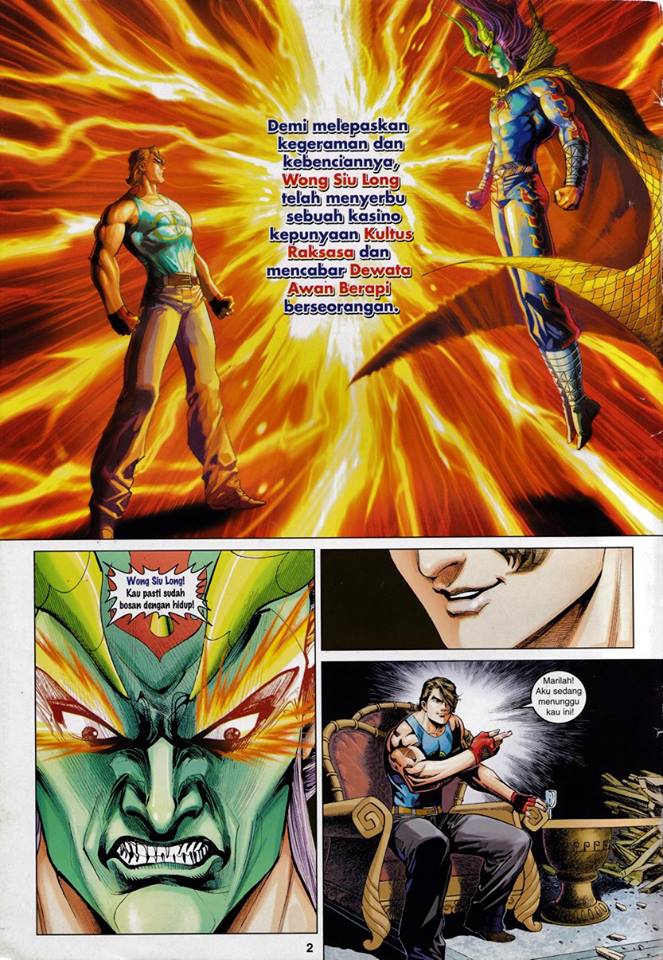 Demi melepaskan
kegeraman dan
kebenciannya,
Wong Siu Long
telah menyerbu
sebuah kasino
kepunyaan Kultus
Raksasa dan
mencabar Dewata
Awan Berapi
berseorangan.
Wong Siu Long!
Kau pasti sudah
bosan dengan hidup!
Marilah!
Aku sedang
menunggu
kau ini!
2